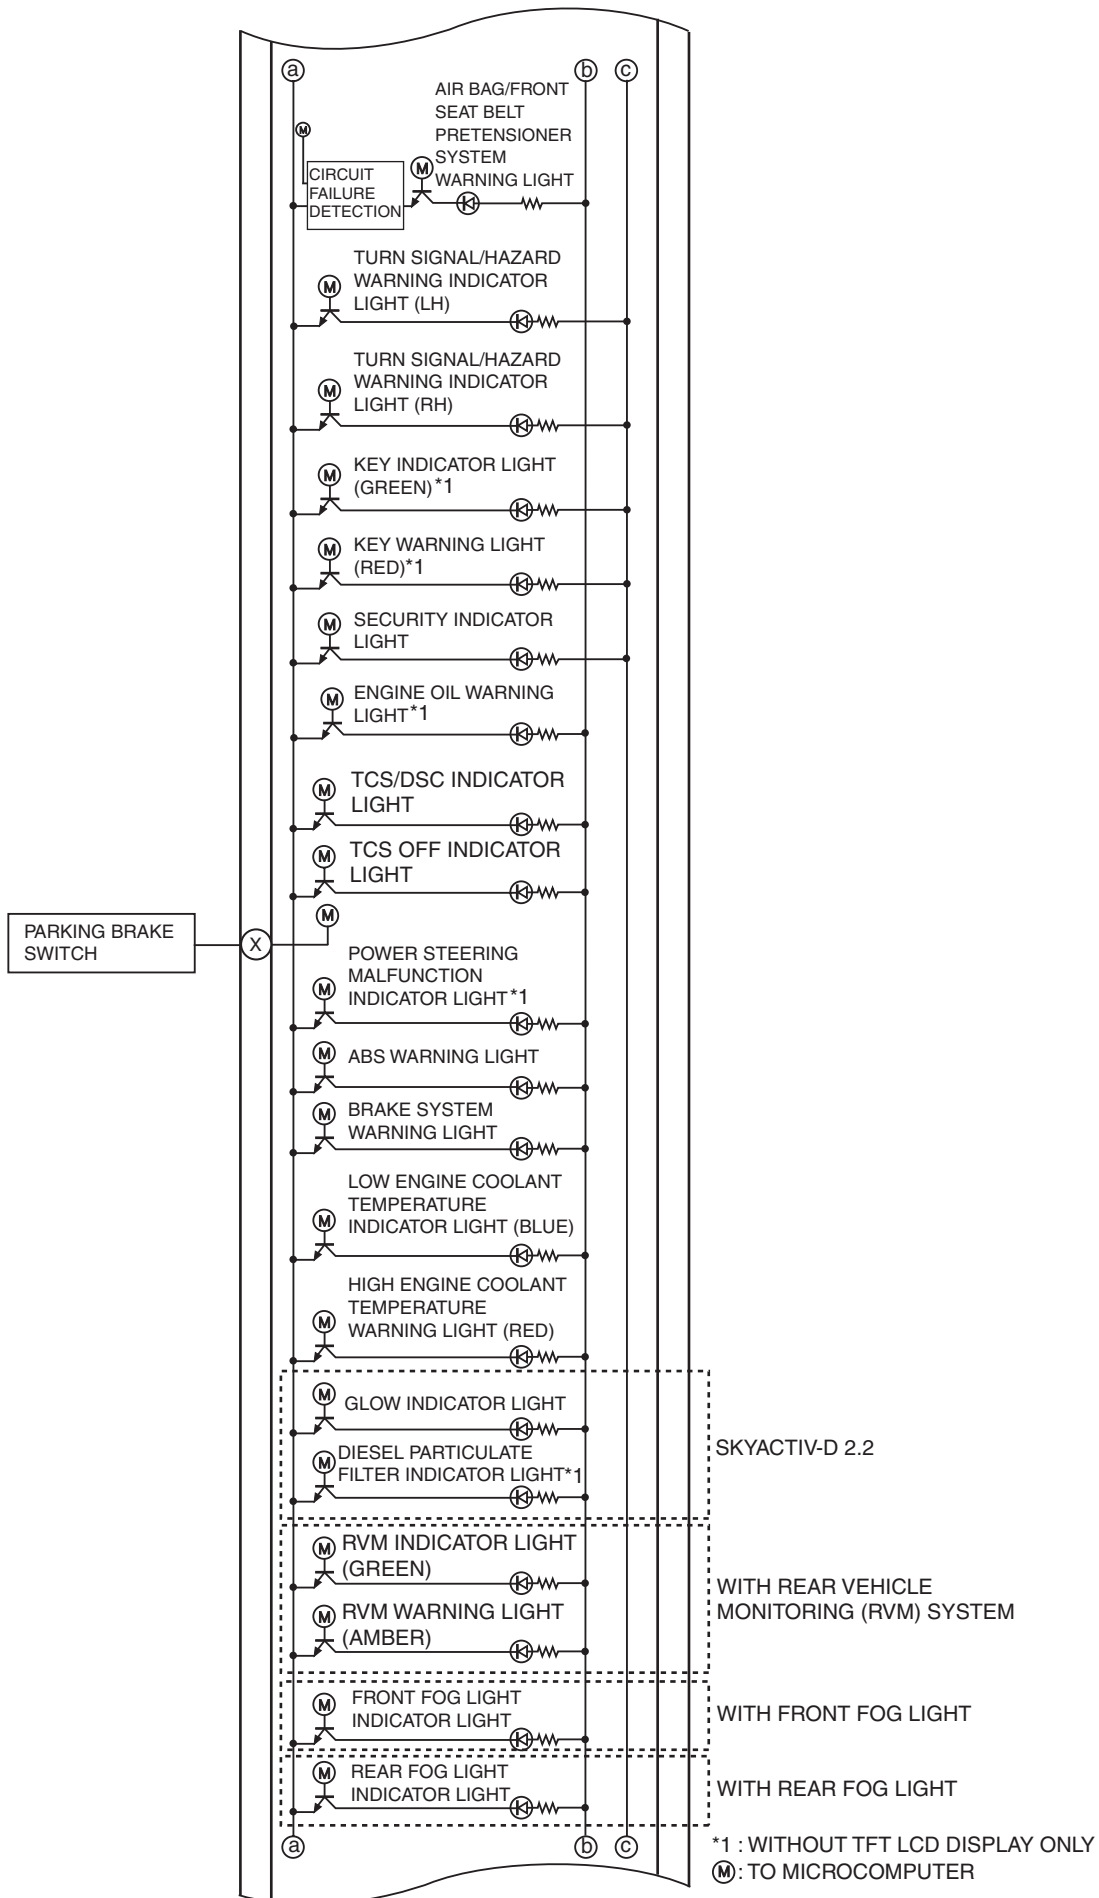 a b c
AIR BAG/FRONT
SEAT BELT
PRETENSIONER
SYSTEM
WARNING LIGHT
M
M
CIRCUIT
FAILURE
DETECTION
TURN SIGNAL/HAZARD
WARNING INDICATOR
LIGHT (LH)
M
TURN SIGNAL/HAZARD
WARNING INDICATOR
LIGHT (RH)
M
KEY INDICATOR LIGHT
(GREEN)*1
M
KEY WARNING LIGHT
(RED)*1
M
SECURITY INDICATOR
LIGHT
M
ENGINE OIL WARNING
LIGHT*1
M
TCS/DSC INDICATOR
LIGHT
M
TCS OFF INDICATOR
LIGHT
M
PARKING BRAKE
SWITCH
X
M
POWER STEERING
MALFUNCTION
INDICATOR LIGHT*1
M
ABS WARNING LIGHT
M
BRAKE SYSTEM
WARNING LIGHT
M
LOW ENGINE COOLANT
TEMPERATURE
INDICATOR LIGHT (BLUE)
M
HIGH ENGINE COOLANT
TEMPERATURE
WARNING LIGHT (RED)
M
GLOW INDICATOR LIGHT
M
DIESEL PARTICULATE
FILTER INDICATOR LIGHT*1
M
SKYACTIV-D 2.2
RVM INDICATOR LIGHT
(GREEN)
M
RVM WARNING LIGHT
(AMBER)
M
WITH REAR VEHICLE
MONITORING (RVM) SYSTEM
FRONT FOG LIGHT
INDICATOR LIGHT
M
WITH FRONT FOG LIGHT
REAR FOG LIGHT
INDICATOR LIGHT
M
WITH REAR FOG LIGHT
a b c
*1 : WITHOUT TFT LCD DISPLAY ONLY
M : TO MICROCOMPUTER